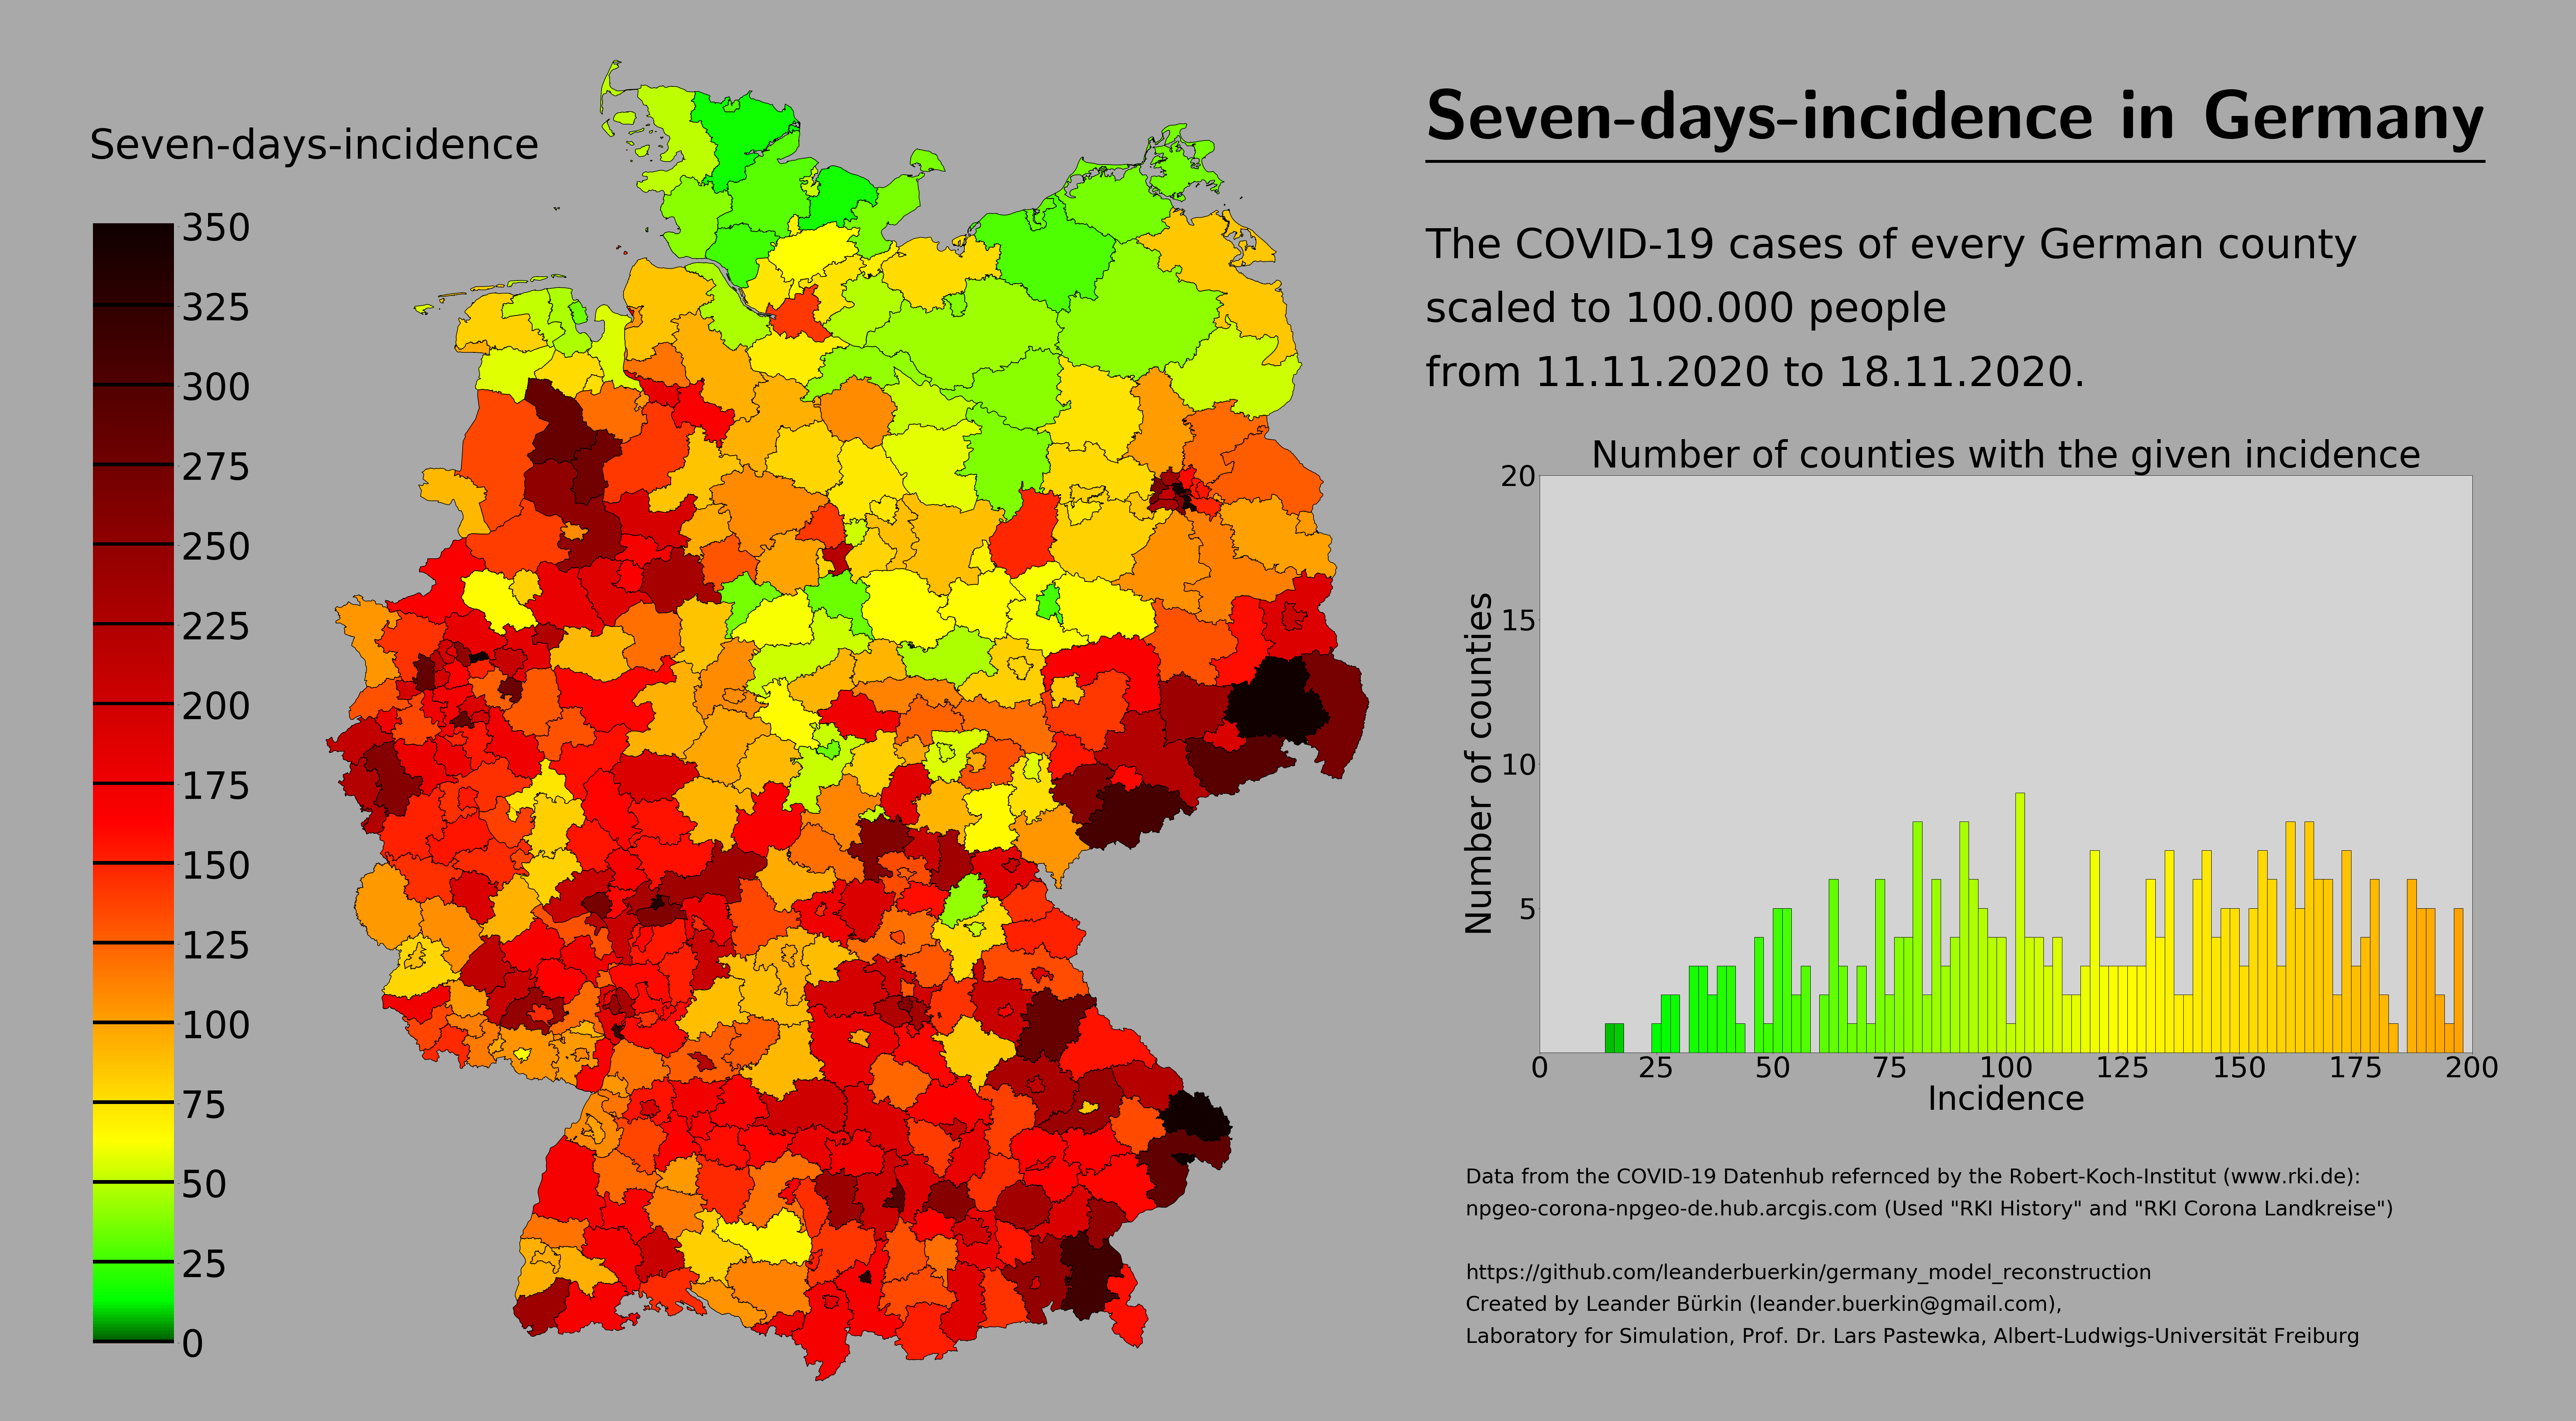 Seven-days-incidence in Germany
Seven-days-incidence
350
325
300
275
250
225
200
175
150
125
100
75
50
25
0
The COVID-19 cases of every German county
scaled to 100.000 people
from 11.11.2020 to 18.11.2020.
Number of counties with the given incidence
Number of counties
20
15
10
5
0 25 50 75 100 125 150 175 200
Incidence
Data from the COVID-19 Datenhub refernced by the Robert-Koch-Institut (www.rki.de):
npgeo-corona-npgeo-de.hub.arcgis.com (Used "RKI History" and "RKI Corona Landkreise")
https://github.com/leanderbuerkin/germany_model_reconstruction
Created by Leander Bürkin (leander.buerkin@gmail.com),
Laboratory for Simulation, Prof. Dr. Lars Pastewka, Albert-Ludwigs-Universität Freiburg